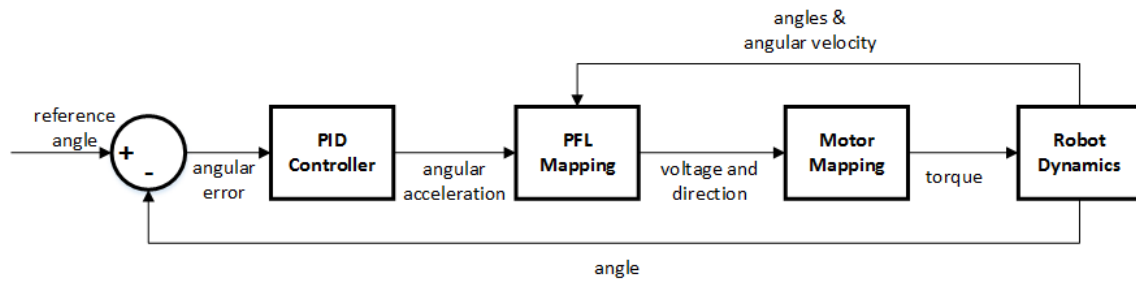 angles &
angular velocity
reference
angle
+
-
angular
error
PID
Controller
angular
acceleration
PFL
Mapping
voltage and
direction
Motor
Mapping
torque
Robot
Dynamics
angle